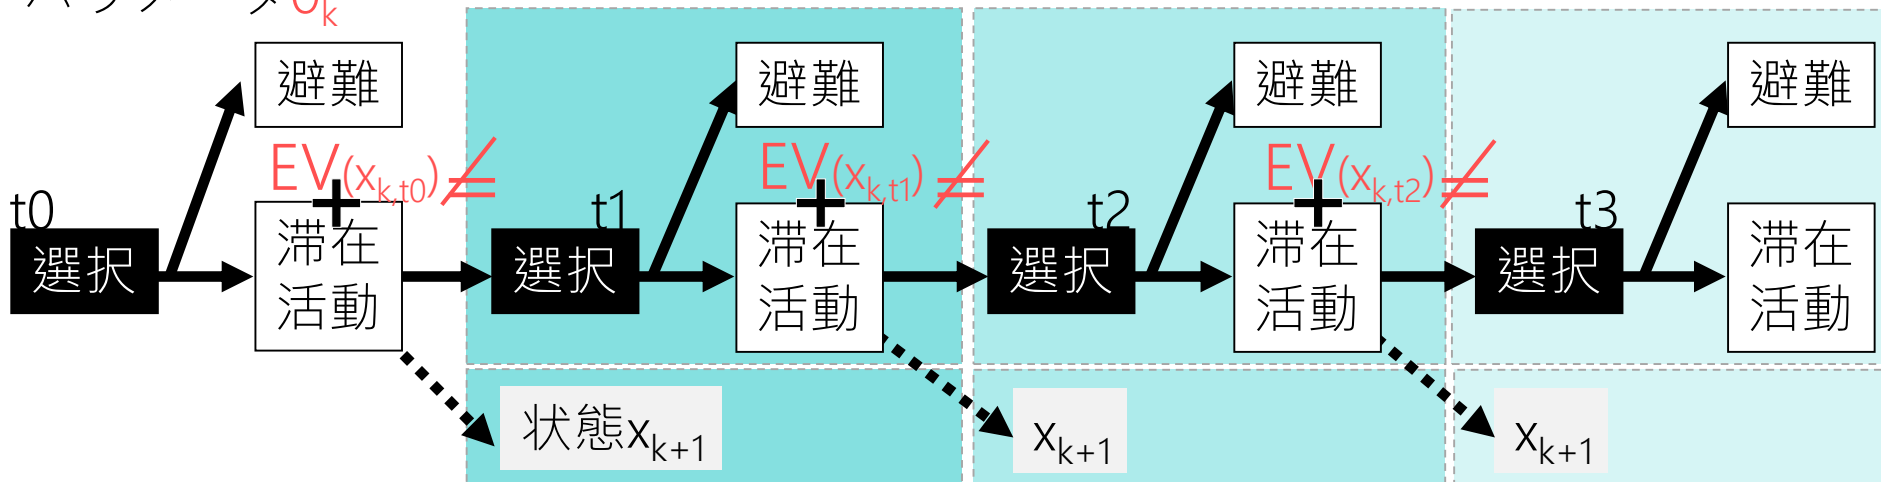 パラメータθk
避難
避難
避難
避難
EV(xk,t0) ≠
EV(xk,t1) ≠
EV(xk,t2) ≠
t0
t1
t2
t3
+
+
+
選択
滞在
活動
選択
滞在
活動
選択
滞在
活動
選択
滞在
活動
状態xk+1
xk+1
xk+1